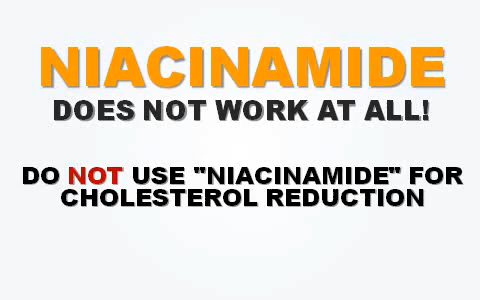 NIACINAMIDE
DOES NOT WORK AT ALL!
DO NOT USE "NIACINAMIDE" FOR
CHOLESTEROL REDUCTION